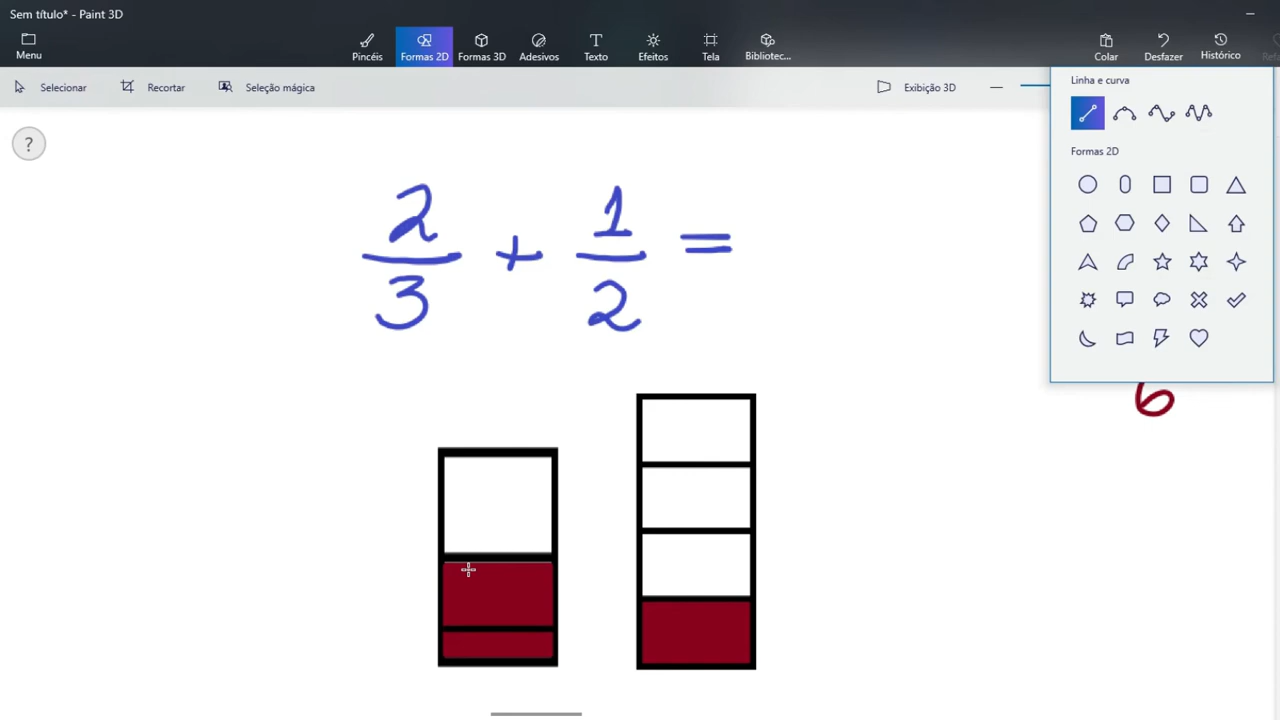 Sem título* - Paint 3D
Menu
Pincéis
Formas 2D
Formas 3D
Adesivos
Texto
Efeitos
Tela
Bibliotec...
Colar
Desfazer
Histórico
Selecionar
Recortar
Seleção mágica
Exibição 3D
Linha e curva
Formas 2D
?
2 1
— + — =
3 2
6